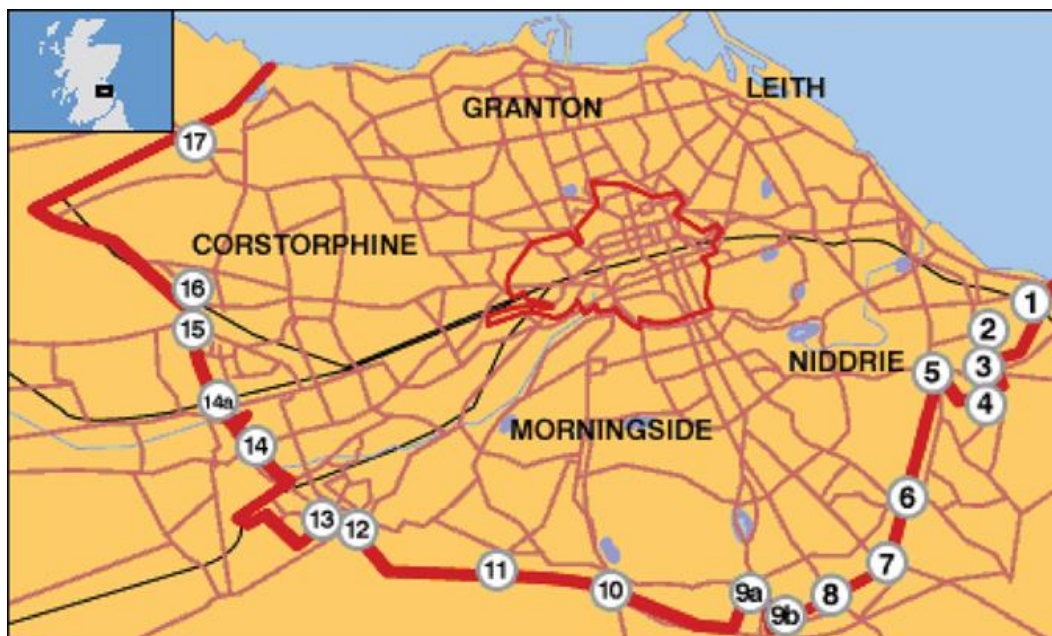 LEITH
GRANTON
17
CORSTORPHINE
16
1
15
2
NIDDRIE
3
5
14a
4
MORNINGSIDE
14
6
13
12
7
11
10
9a
8
9b